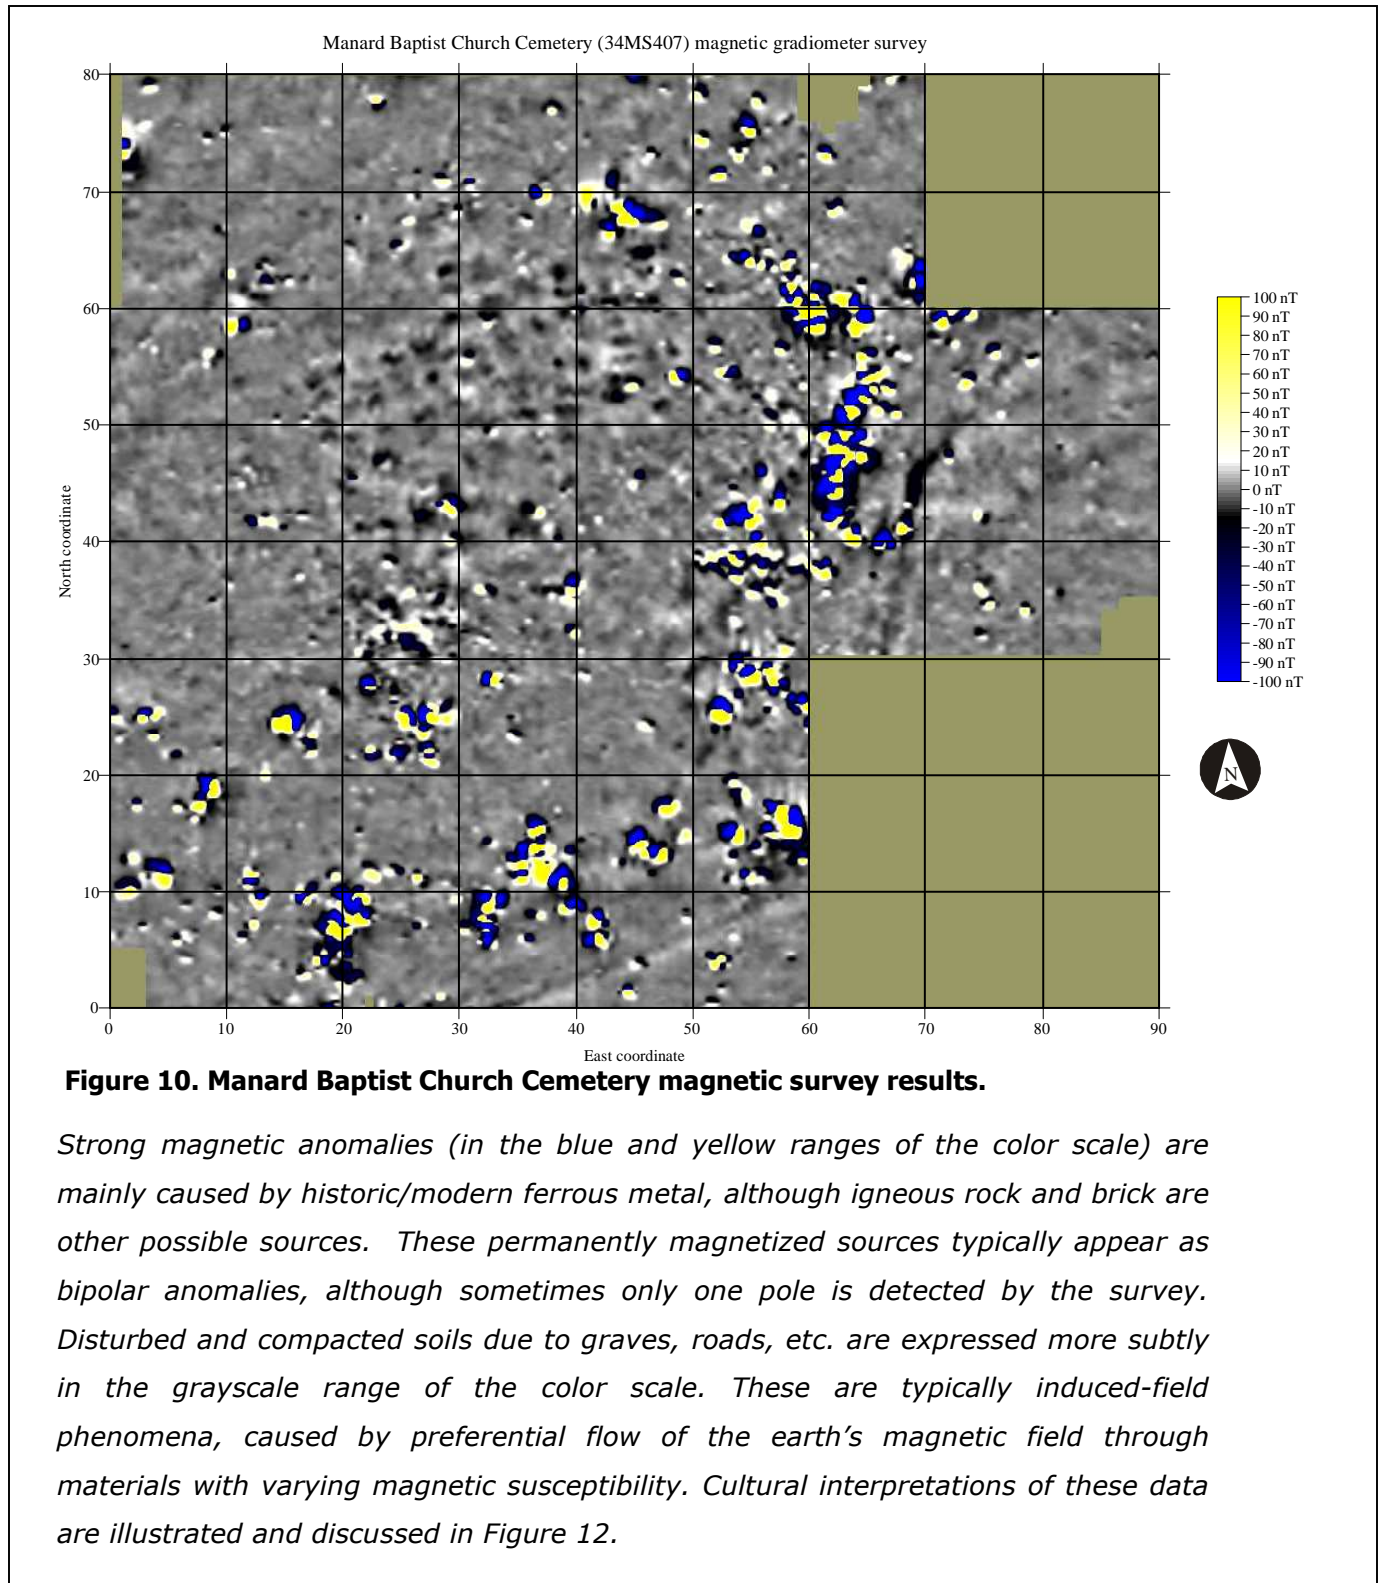 Manard Baptist Church Cemetery (34MS407) magnetic gradiometer survey
80
70
60
50
40
30
20
10
0
North coordinate
0 10 20 30 40 50 60 70 80 90
East coordinate
100 nT
90 nT
80 nT
70 nT
60 nT
50 nT
40 nT
30 nT
20 nT
10 nT
0 nT
-10 nT
-20 nT
-30 nT
-40 nT
-50 nT
-60 nT
-70 nT
-80 nT
-90 nT
-100 nT
N
Figure 10. Manard Baptist Church Cemetery magnetic survey results.
Strong magnetic anomalies (in the blue and yellow ranges of the color scale) are
mainly caused by historic/modern ferrous metal, although igneous rock and brick are
other possible sources. These permanently magnetized sources typically appear as
bipolar anomalies, although sometimes only one pole is detected by the survey.
Disturbed and compacted soils due to graves, roads, etc. are expressed more subtly
in the grayscale range of the color scale. These are typically induced-field
phenomena, caused by preferential flow of the earth’s magnetic field through
materials with varying magnetic susceptibility. Cultural interpretations of these data
are illustrated and discussed in Figure 12.